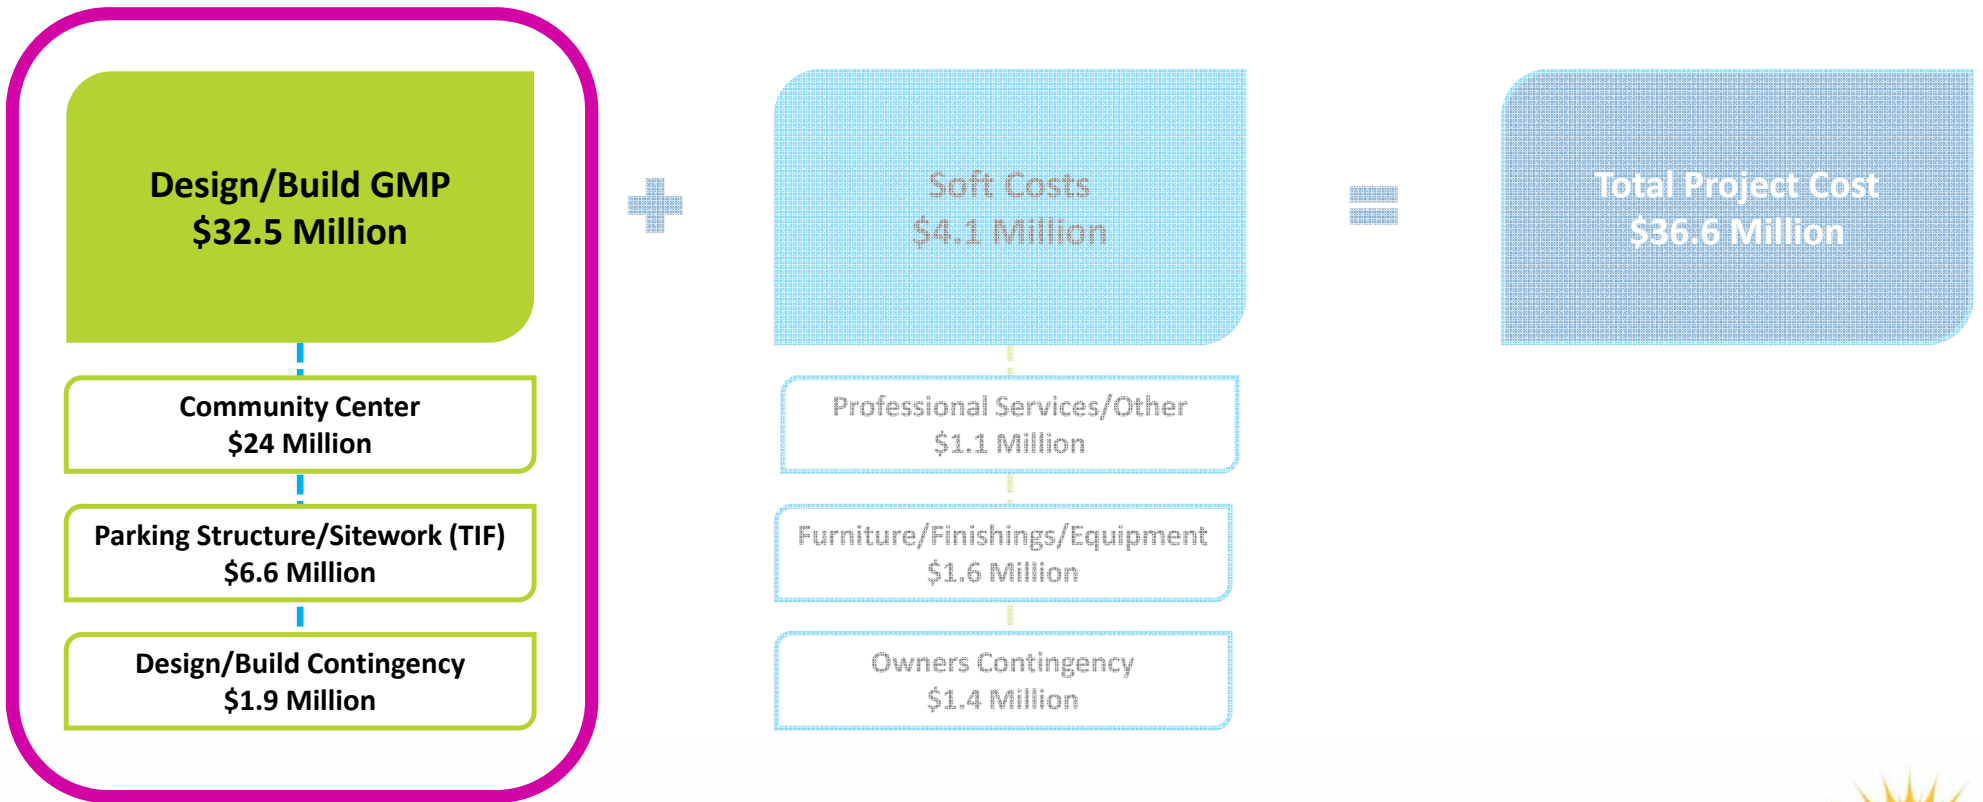 Design/Build GMP
$32.5 Million
Community Center
$24 Million
Parking Structure/Sitework (TIF)
$6.6 Million
Design/Build Contingency
$1.9 Million
+
Soft Costs
$4.1 Million
Professional Services/Other
$1.1 Million
Furniture/Finishings/Equipment
$1.6 Million
Owners Contingency
$1.4 Million
=
Total Project Cost
$36.6 Million